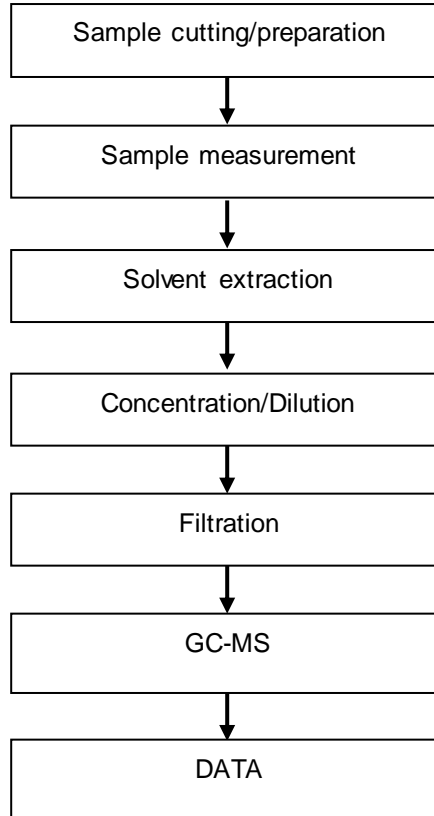 Sample cutting/preparation
Sample measurement
Solvent extraction
Concentration/Dilution
Filtration
GC-MS
DATA